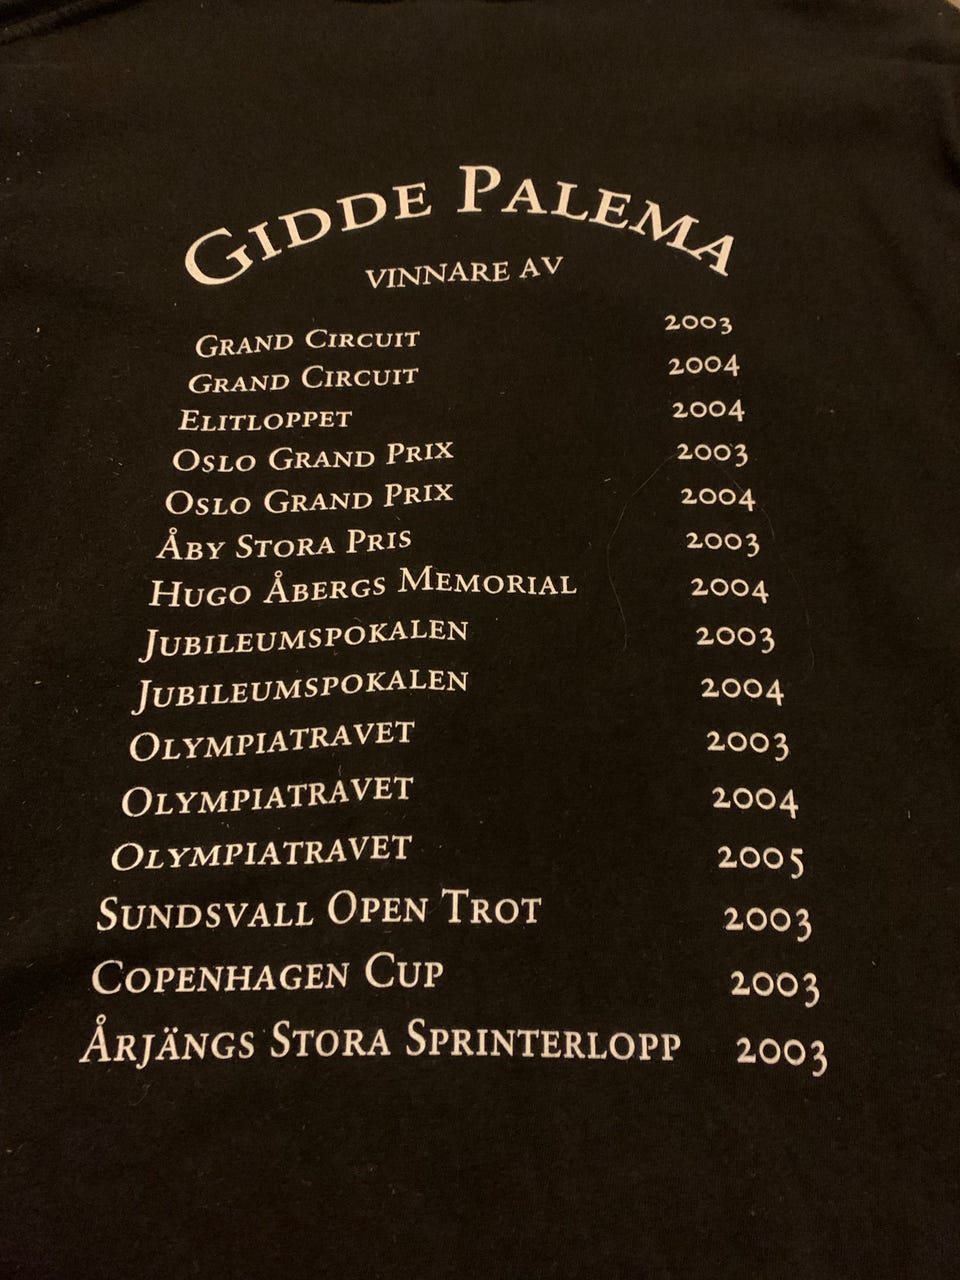 Gidde Palema
vinnare av
Grand Circuit 2003
Grand Circuit 2004
Elitloppet 2004
Oslo Grand Prix 2003
Oslo Grand Prix 2004
Åby Stora Pris 2003
Hugo Åbergs Memorial 2004
Jubileumspokalen 2003
Jubileumspokalen 2004
Olympiatravet 2003
Olympiatravet 2004
Olympiatravet 2005
Sundsvall Open Trot 2003
Copenhagen Cup 2003
Årjängs Stora Sprinterlopp 2003